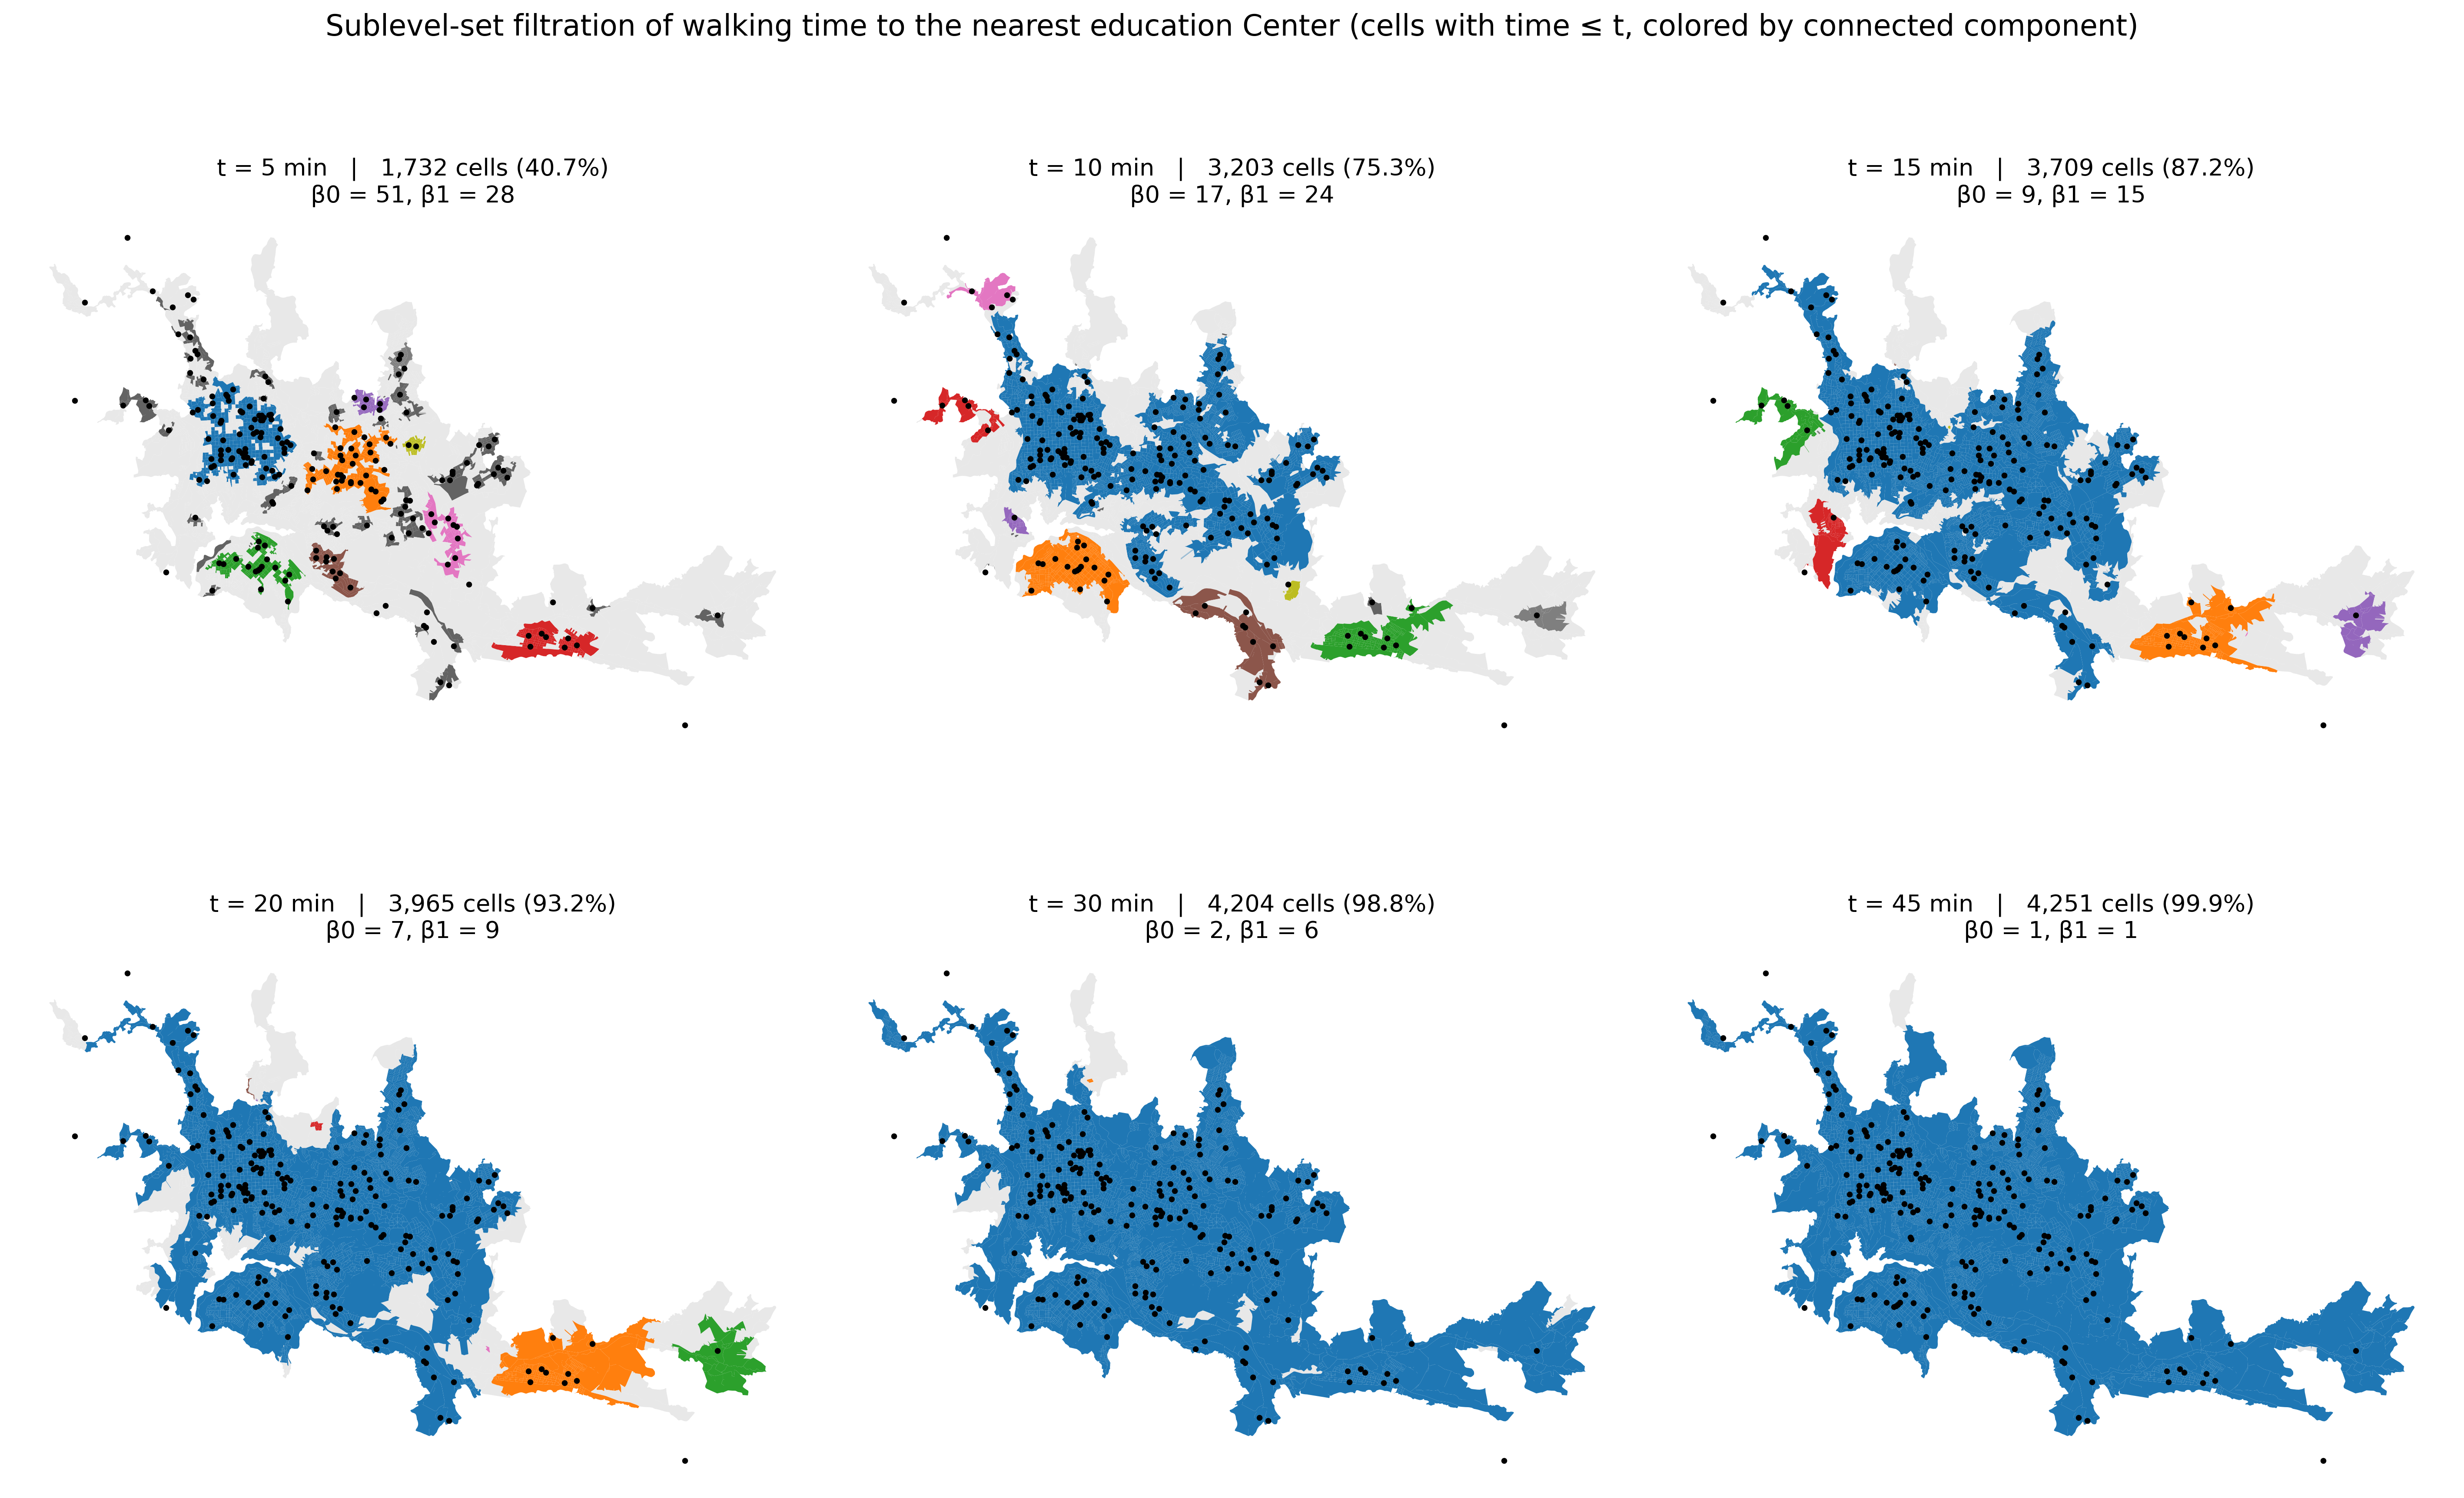 Sublevel-set filtration of walking time to the nearest education Center (cells with time ≤ t, colored by connected component)
t = 5 min | 1,732 cells (40.7%)
β0 = 51, β1 = 28
t = 10 min | 3,203 cells (75.3%)
β0 = 17, β1 = 24
t = 15 min | 3,709 cells (87.2%)
β0 = 9, β1 = 15
t = 20 min | 3,965 cells (93.2%)
β0 = 7, β1 = 9
t = 30 min | 4,204 cells (98.8%)
β0 = 2, β1 = 6
t = 45 min | 4,251 cells (99.9%)
β0 = 1, β1 = 1